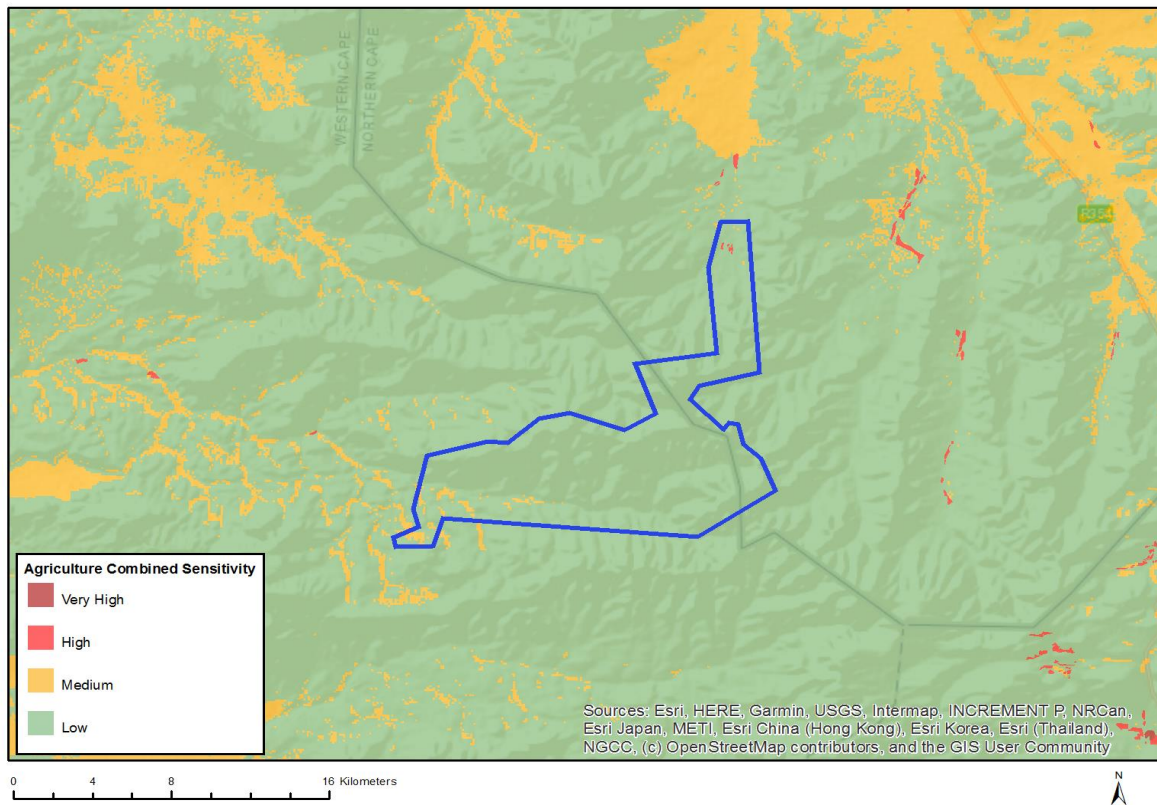 WESTERN CAPE
NORTHERN CAPE
R354
Agriculture Combined Sensitivity
Very High
High
Medium
Low
Sources: Esri, HERE, Garmin, USGS, Intermap, INCREMENT P, NRCan,
Esri Japan, METI, Esri China (Hong Kong), Esri Korea, Esri (Thailand),
NGCC, (c) OpenStreetMap contributors, and the GIS User Community
0 4 8 16 Kilometers
N